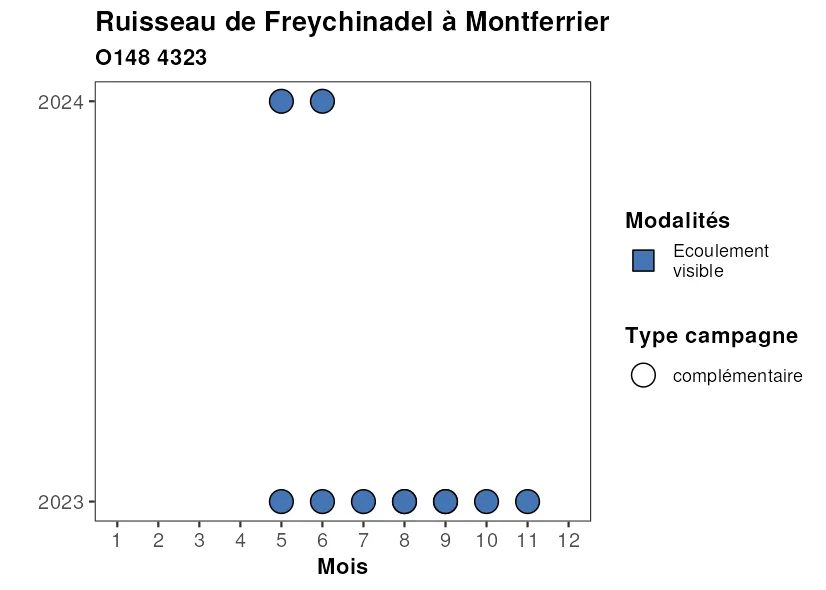 Ruisseau de Freychinadel à Montferrier
O148 4323
2024
2023
1 2 3 4 5 6 7 8 9 10 11 12
Mois
Modalités
Ecoulement
visible
Type campagne
complémentaire